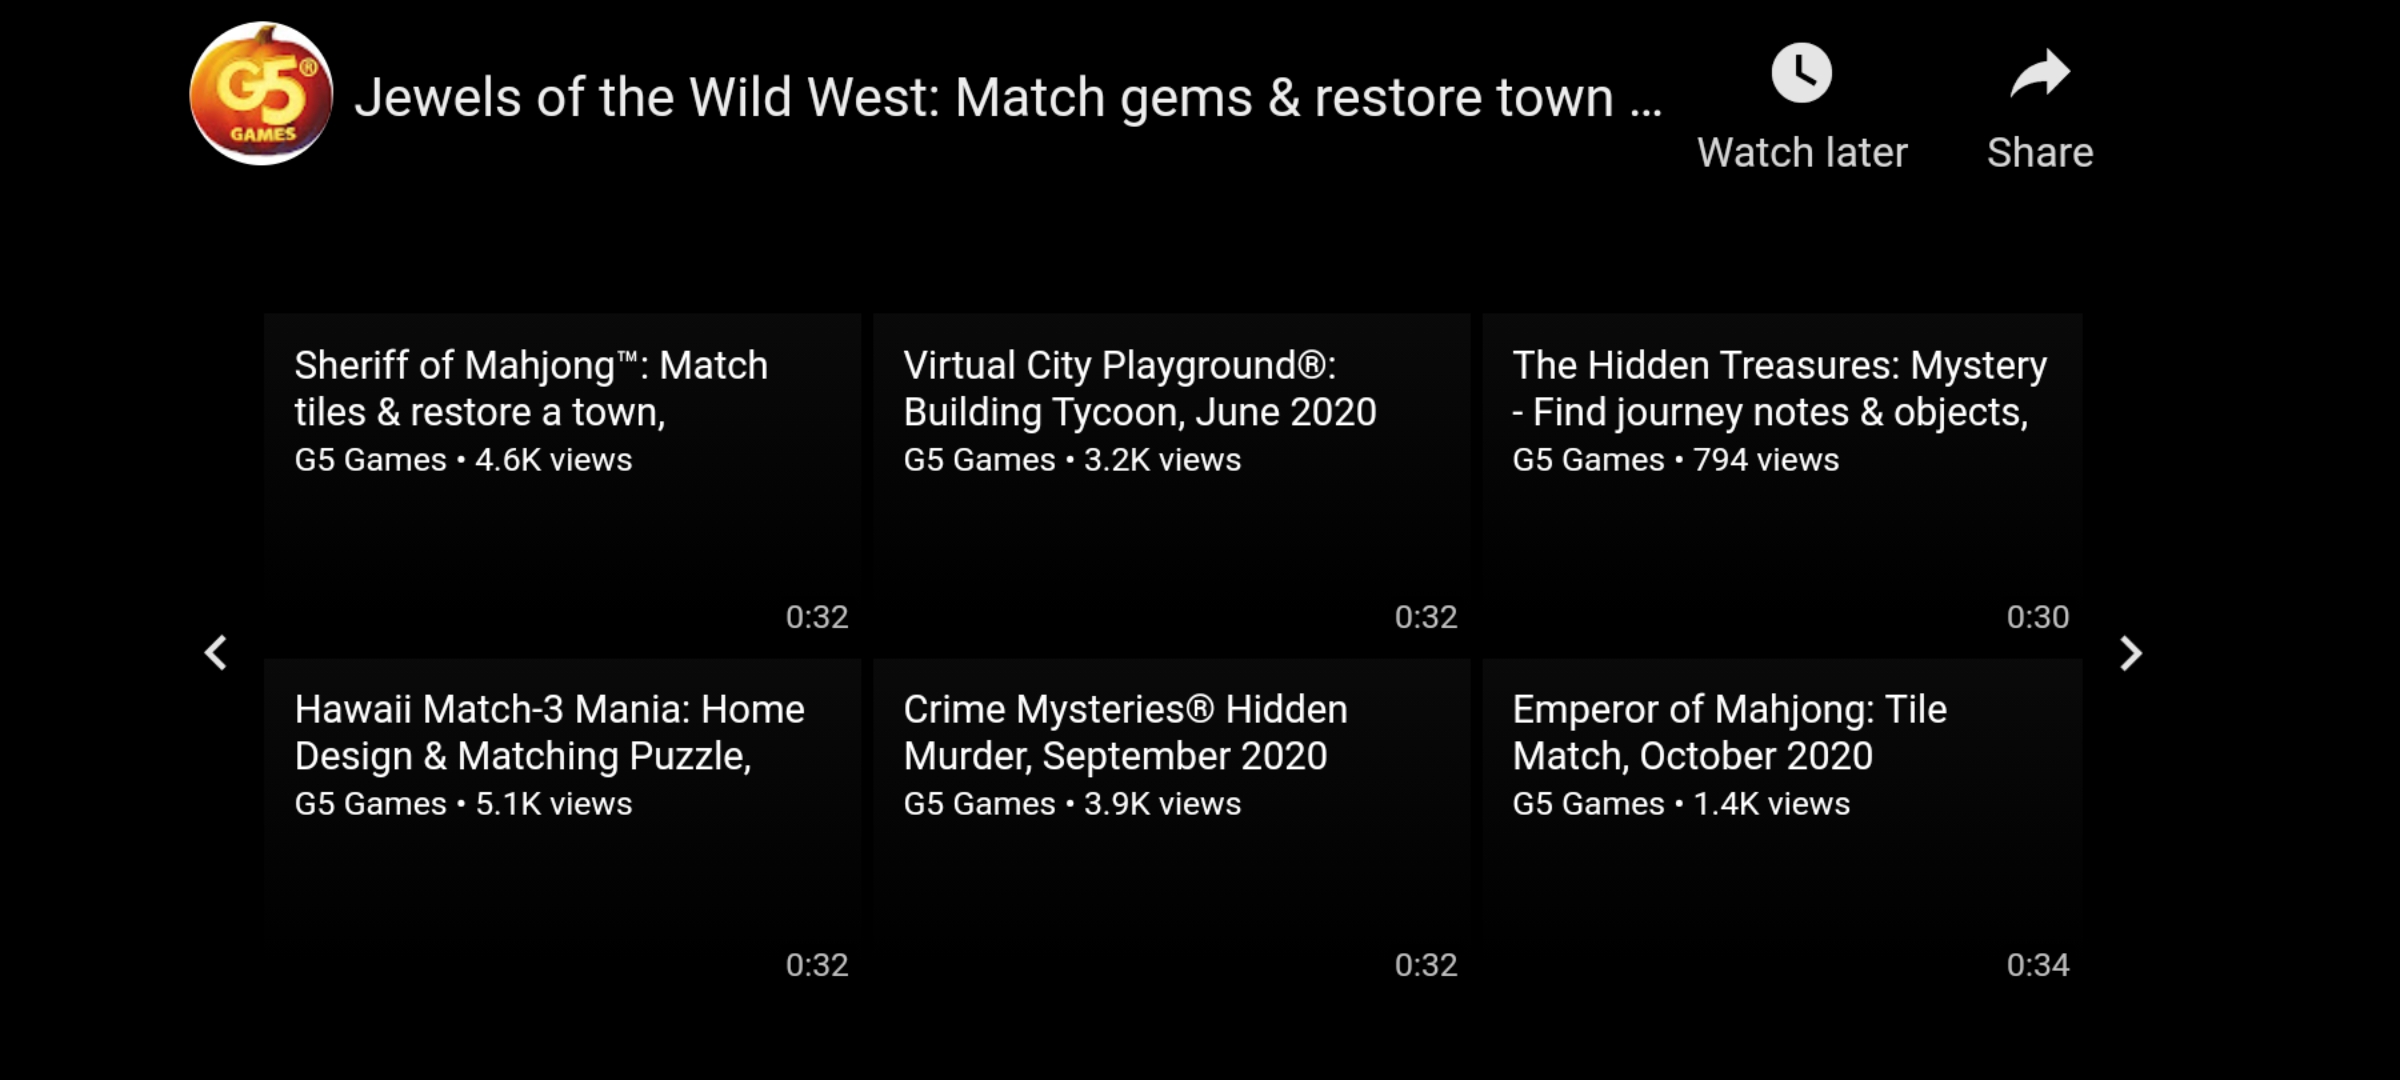 G5®
GAMES
Jewels of the Wild West: Match gems & restore town ...
Watch later
Share
Sheriff of Mahjong™: Match
tiles & restore a town,
G5 Games • 4.6K views
0:32
Virtual City Playground®:
Building Tycoon, June 2020
G5 Games • 3.2K views
0:32
The Hidden Treasures: Mystery
- Find journey notes & objects,
G5 Games • 794 views
0:30
Hawaii Match-3 Mania: Home
Design & Matching Puzzle,
G5 Games • 5.1K views
0:32
Crime Mysteries® Hidden
Murder, September 2020
G5 Games • 3.9K views
0:32
Emperor of Mahjong: Tile
Match, October 2020
G5 Games • 1.4K views
0:34